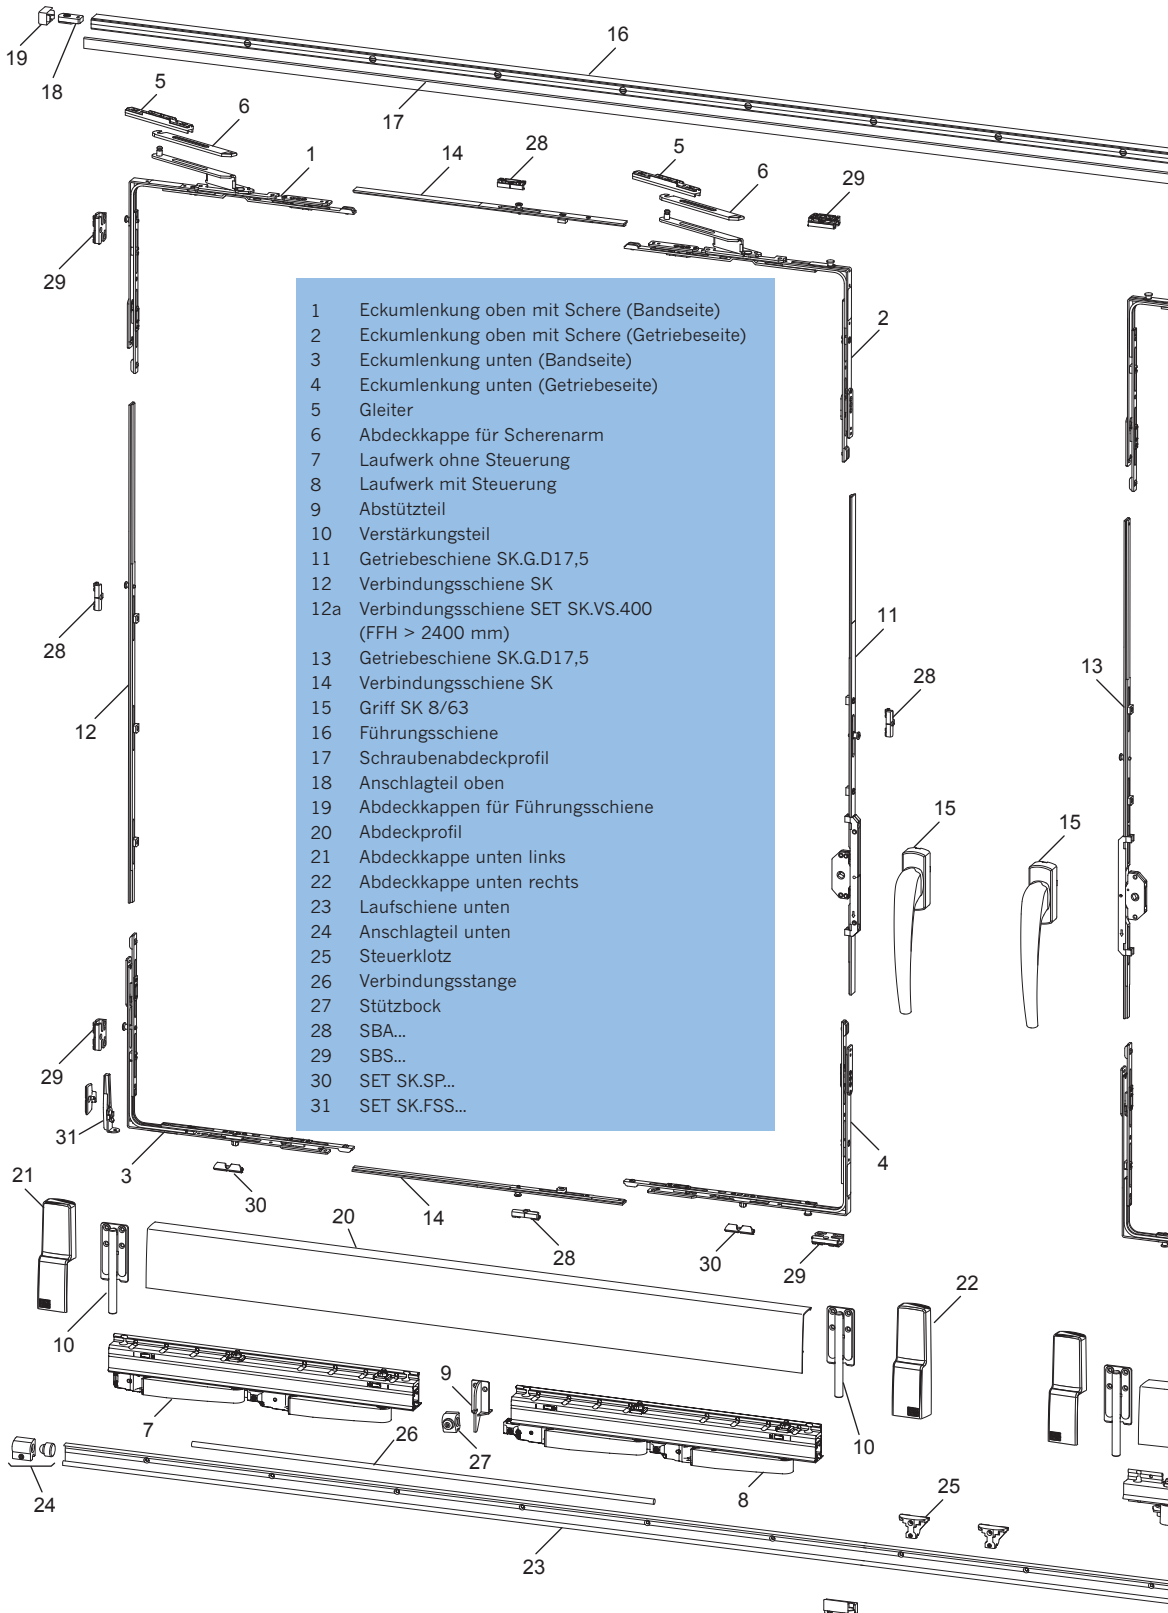 16
19
18
5
6
17
1
14
28
5
6
29
29
2
1 Eckumlenkung oben mit Schere (Bandseite)
2 Eckumlenkung oben mit Schere (Getriebeseite)
3 Eckumlenkung unten (Bandseite)
4 Eckumlenkung unten (Getriebeseite)
5 Gleiter
6 Abdeckkappe für Scherenarm
7 Laufwerk ohne Steuerung
8 Laufwerk mit Steuerung
9 Abstützteil
10 Verstärkungsteil
11 Getriebeschiene SK.G.D17,5
12 Verbindungsschiene SK
12a Verbindungsschiene SET SK.VS.400
(FFH > 2400 mm)
13 Getriebeschiene SK.G.D17,5
14 Verbindungsschiene SK
15 Griff SK 8/63
16 Führungsschiene
17 Schraubenabdeckprofil
18 Anschlagteil oben
19 Abdeckkappen für Führungsschiene
20 Abdeckprofil
21 Abdeckkappe unten links
22 Abdeckkappe unten rechts
23 Laufschiene unten
24 Anschlagteil unten
25 Steuerklotz
26 Verbindungsstange
27 Stützbock
28 SBA...
29 SBS...
30 SET SK.SP...
31 SET SK.FSS...
28
12
11
28
13
15
15
29
31
3
30
14
28
30
29
4
21
20
10
22
10
9
7
26
27
8
24
25
23